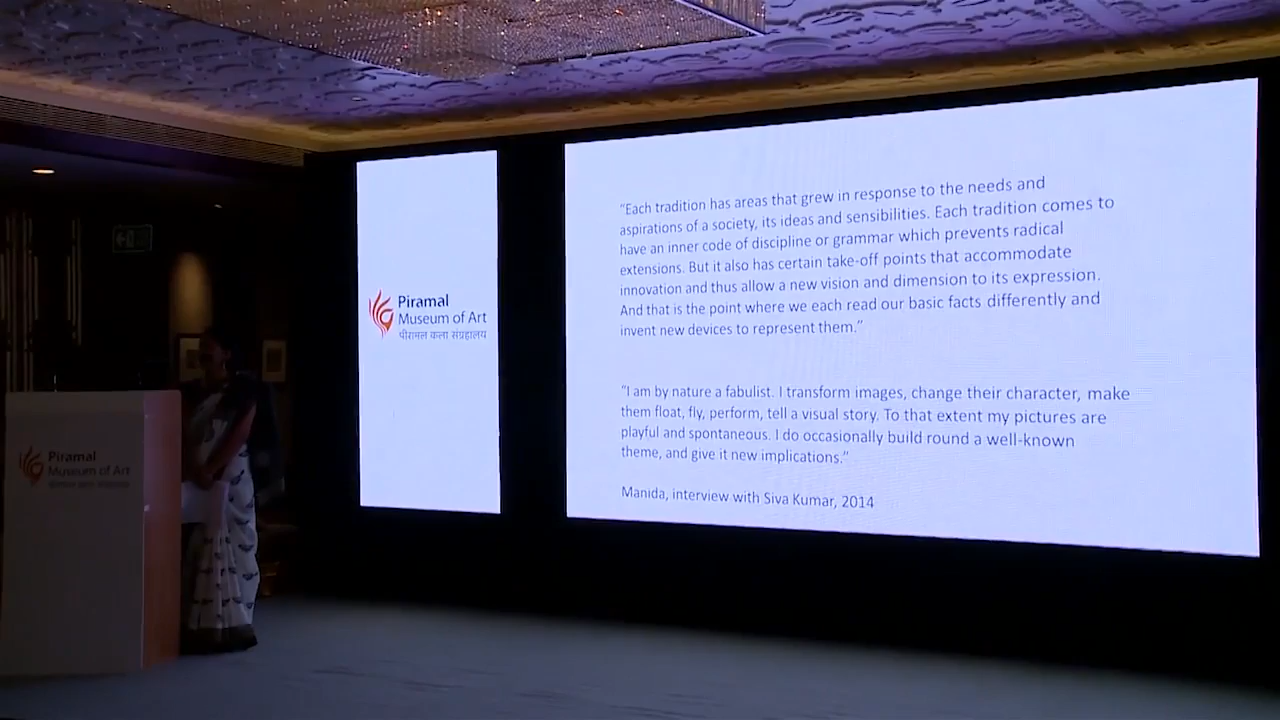 “Each tradition has areas that grew in response to the needs and
aspirations of a society, its ideas and sensibilities. Each tradition comes to
have an inner code of discipline or grammar which prevents radical
extensions. But it also has certain take-off points that accommodate
innovation and thus allow a new vision and dimension to its expression.
And that is the point where we each read our basic facts differently and
invent new devices to represent them.”
“I am by nature a fabulist. I transform images, change their character, make
them float, fly, perform, tell a visual story. To that extent my pictures are
playful and spontaneous. I do occasionally build round a well-known
theme, and give it new implications.”
Manida, interview with Siva Kumar, 2014
Piramal
Museum of Art
पीरामल कला संग्रहालय
Piramal
Museum of Art